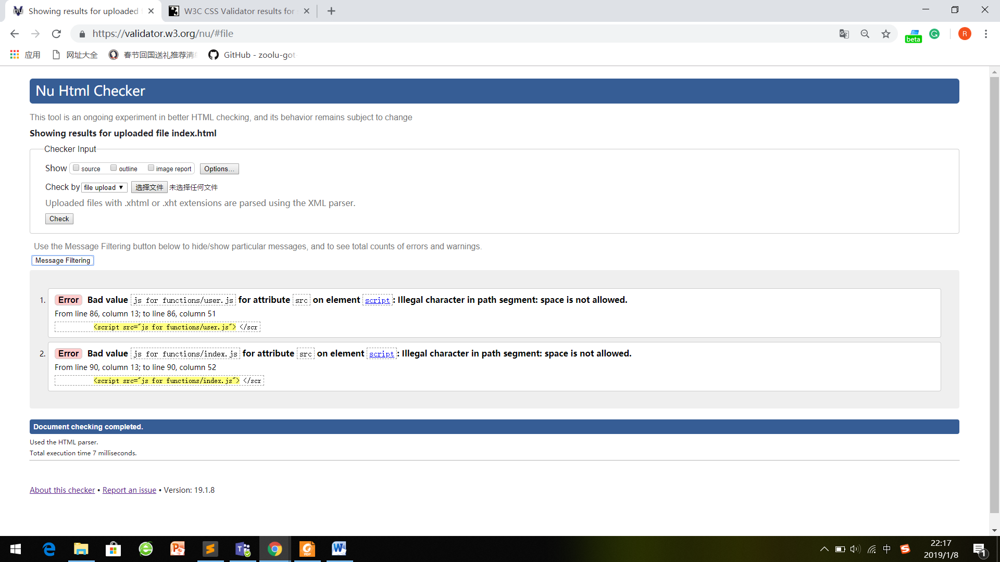 Showing results for uploaded
W3C CSS Validator results for
https://validator.w3.org/nu/#file
beta
R
应用
网址大全
春节回国送礼推荐清
GitHub - zoolu-got
Nu Html Checker
This tool is an ongoing experiment in better HTML checking, and its behavior remains subject to change
Showing results for uploaded file index.html
Checker Input
Show source outline image report Options...
Check by file upload ▼ 选择文件 未选择任何文件
Uploaded files with .xhtml or .xht extensions are parsed using the XML parser.
Check
Use the Message Filtering button below to hide/show particular messages, and to see total counts of errors and warnings.
Message Filtering
1. Error Bad value js for functions/user.js for attribute src on element script: Illegal character in path segment: space is not allowed.
From line 86, column 13; to line 86, column 51
<script src="js for functions/user.js"> </scr
2. Error Bad value js for functions/index.js for attribute src on element script: Illegal character in path segment: space is not allowed.
From line 90, column 13; to line 90, column 52
<script src="js for functions/index.js"> </scr
Document checking completed.
Used the HTML parser.
Total execution time 7 milliseconds.
About this checker • Report an issue • Version: 19.1.8
中
22:17
2019/1/8
1